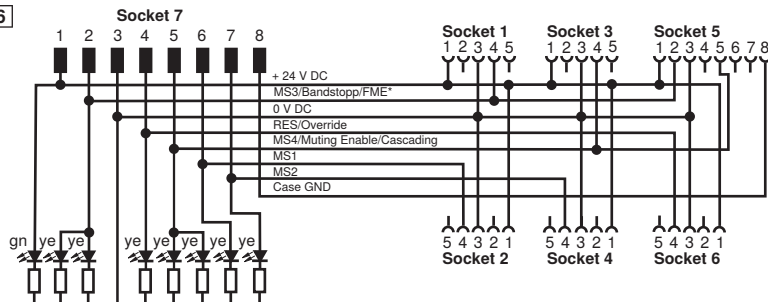 6
Socket 7
1 2 3 4 5 6 7 8
Socket 1
1 2 3 4 5
Socket 3
1 2 3 4 5
Socket 5
1 2 3 4 5 6 7 8
+ 24 V DC
MS3/Bandstopp/FME*
0 V DC
RES/Override
MS4/Muting Enable/Cascading
MS1
MS2
Case GND
gn ye ye ye ye ye ye ye
5 4 3 2 1
Socket 2
5 4 3 2 1
Socket 4
5 4 3 2 1
Socket 6